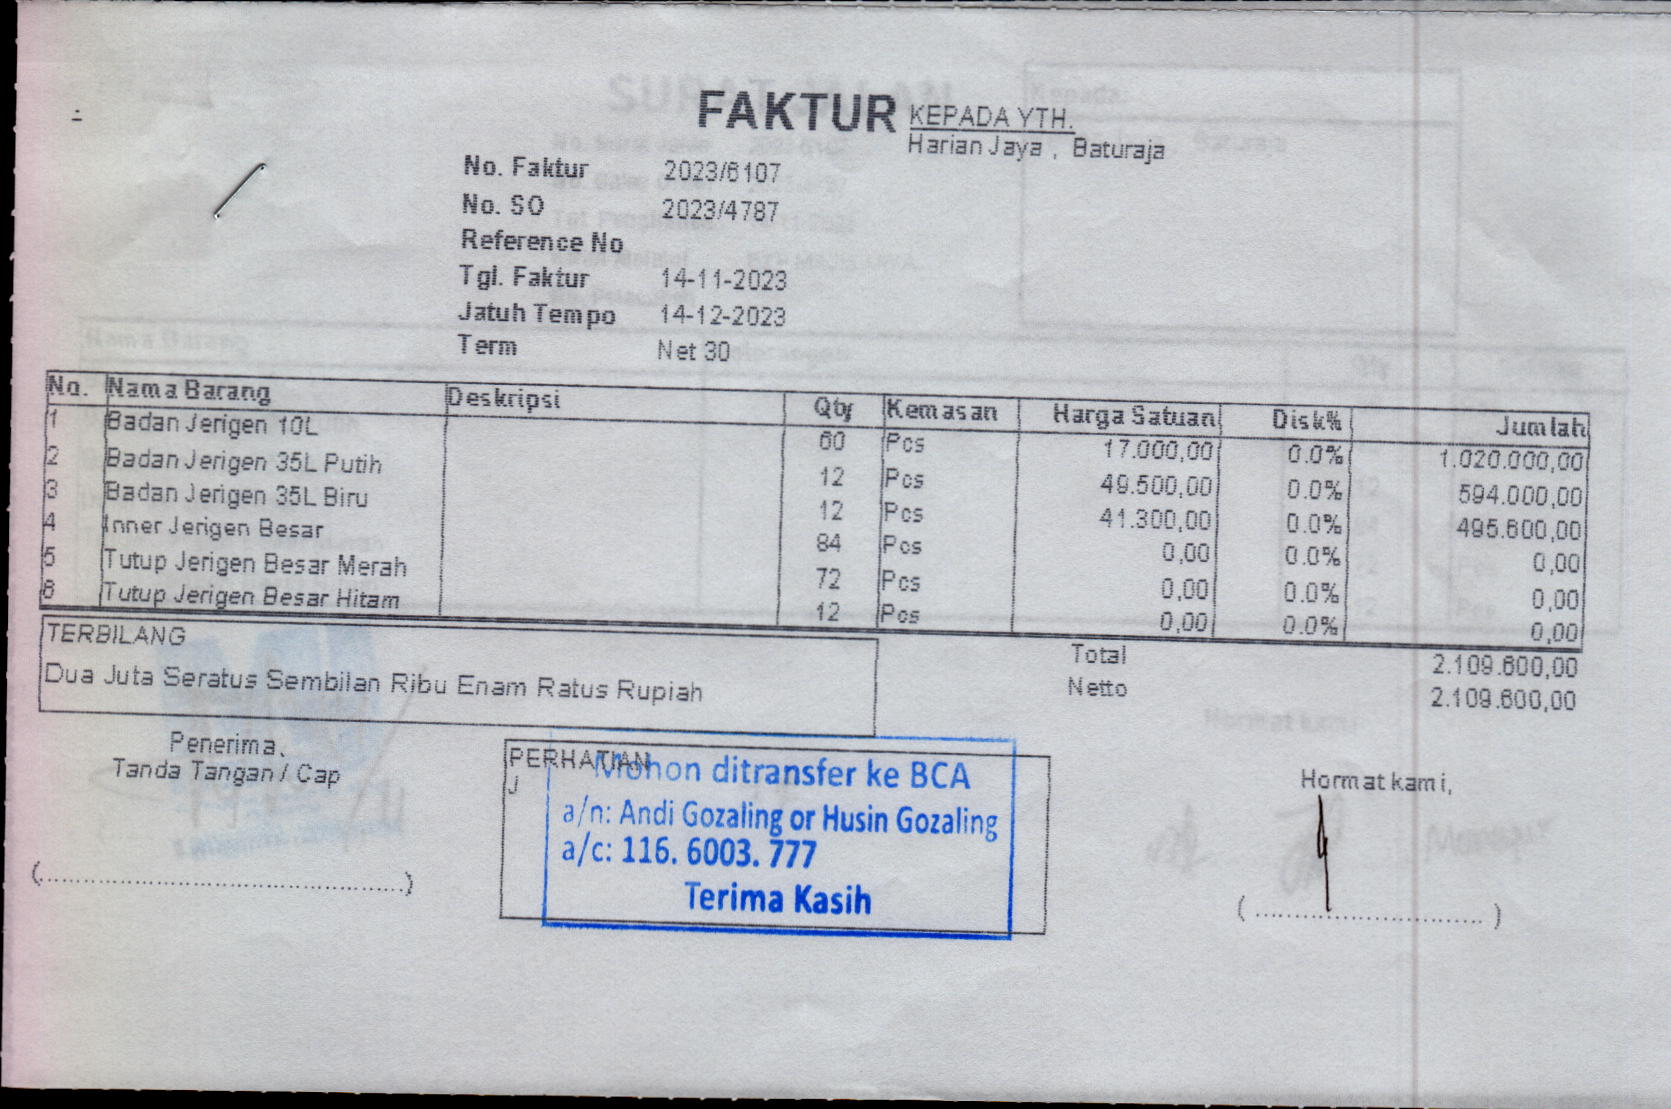 FAKTUR
KEPADA YTH.
Harian Jaya , Baturaja
No. Faktur 2023/6107
No. SO 2023/4787
Reference No
Tgl. Faktur 14-11-2023
Jatuh Tempo 14-12-2023
Term Net 30
No. Nama Barang Deskripsi Qty Kemasan Harga Satuan Disk% Jumlah
1 Badan Jerigen 10L 60 Pcs 17.000,00 0.0% 1.020.000,00
2 Badan Jerigen 35L Putih 12 Pcs 49.500,00 0.0% 594.000,00
3 Badan Jerigen 35L Biru 12 Pcs 41.300,00 0.0% 495.600,00
4 Inner Jerigen Besar 84 Pcs 0,00 0.0% 0,00
5 Tutup Jerigen Besar Merah 72 Pcs 0,00 0.0% 0,00
6 Tutup Jerigen Besar Hitam 12 Pcs 0,00 0.0% 0,00
TERBILANG
Dua Juta Seratus Sembilan Ribu Enam Ratus Rupiah
Total 2.109.600,00
Netto 2.109.600,00
Penerima,
Tanda Tangan / Cap
(....................................................)
PERHATIAN
J
Mohon ditransfer ke BCA
a/n: Andi Gozaling or Husin Gozaling
a/c: 116. 6003. 777
Terima Kasih
Hormat kami,
( ................................ )
SURAT JALAN
Kepada:
Nama Barang
Hormat kami